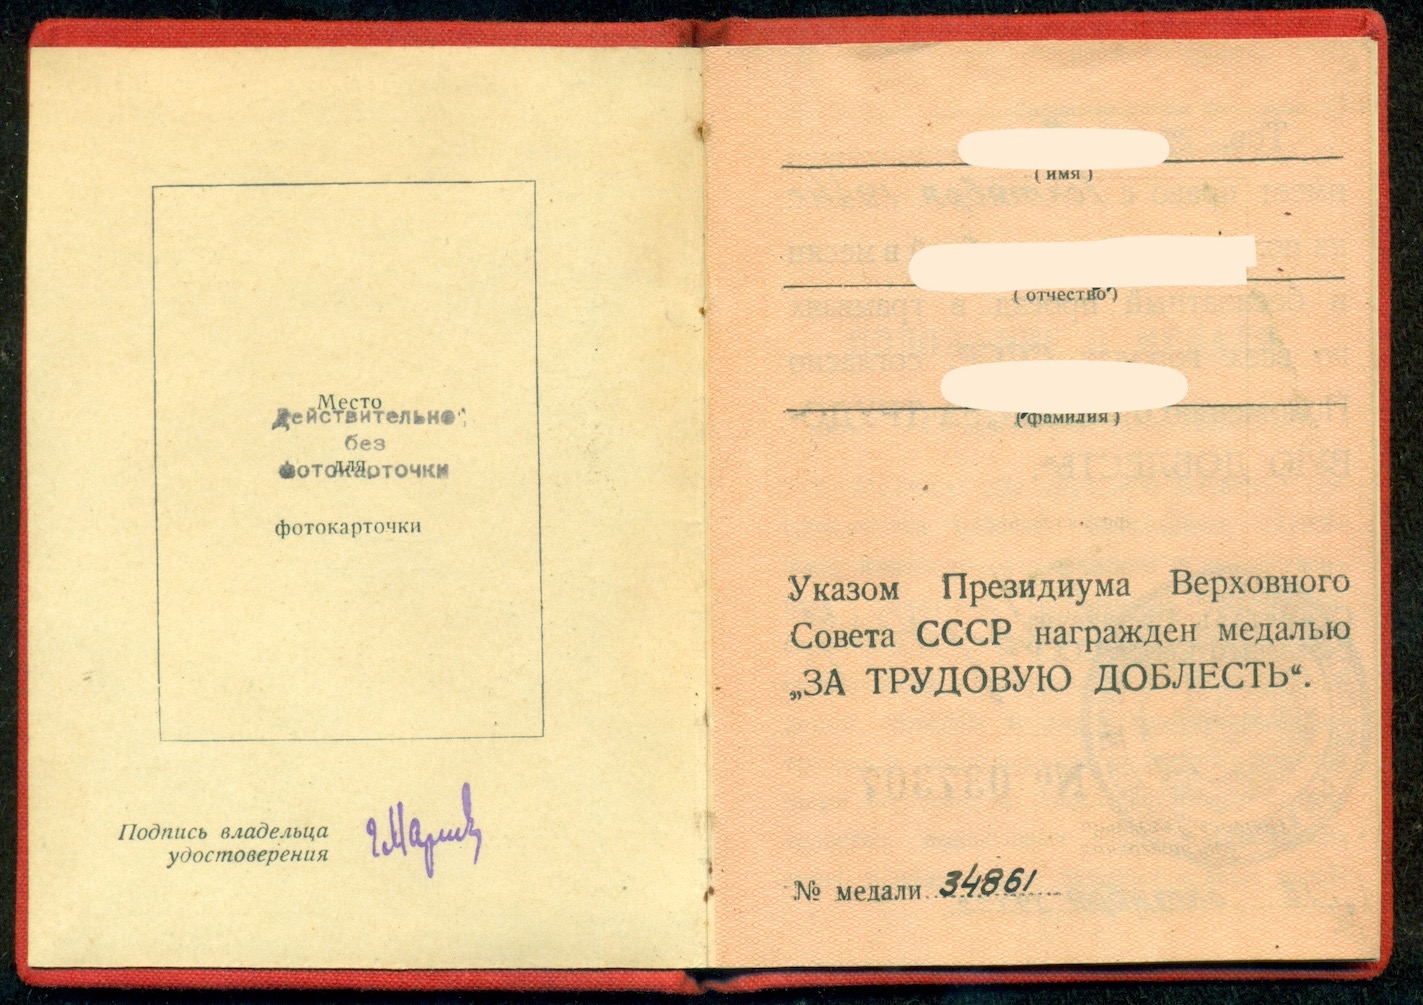 Место
Действительно
без
для
фотокарточки
фотокарточки
Подпись владельца
удостоверения
(имя)
(отчество)
(фамилия)
Указом Президиума Верховного
Совета СССР награжден медалью
„ЗА ТРУДОВУЮ ДОБЛЕСТЬ“.
№ медали 34861